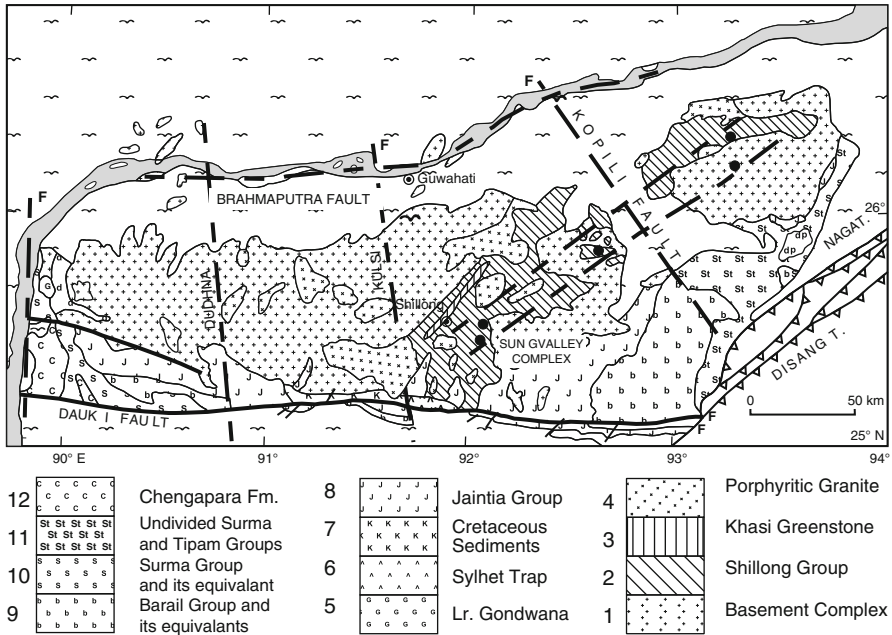 F
F
F
F
F
KOPILI FAULT
Guwahati
BRAHMAPUTRA FAULT
DUDHNA
KULSI
Shillong
SUN GVALLEY
COMPLEX
26°
NAGAT.
DISANG T.
DAUK I FAULT
0 50 km
25° N
90° E 91 92° 93° 94°
12 Chengapara Fm.
11 Undivided Surma
and Tipam Groups
10 Surma Group
and its equivalant
9 Barail Group and
its equivalants
8 Jaintia Group
7 Cretaceous
Sediments
6 Sylhet Trap
5 Lr. Gondwana
4 Porphyritic Granite
3 Khasi Greenstone
2 Shillong Group
1 Basement Complex